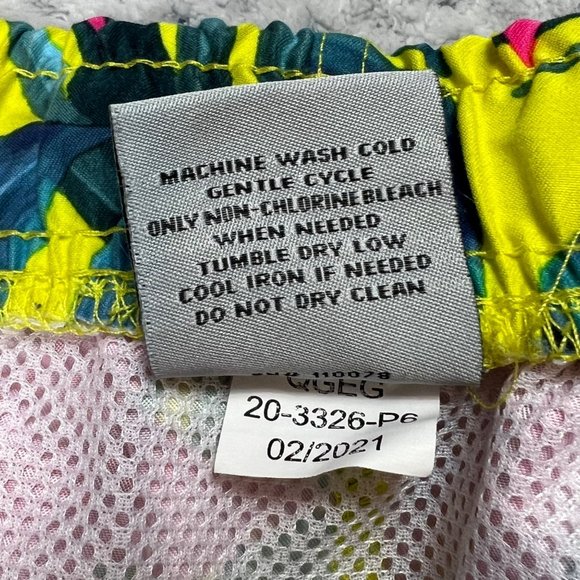 MACHINE WASH COLD
GENTLE CYCLE
ONLY NON-CHLORINE BLEACH
WHEN NEEDED
TUMBLE DRY LOW
COOL IRON IF NEEDED
DO NOT DRY CLEAN
110078
QGEG
20-3326-P6
02/2021